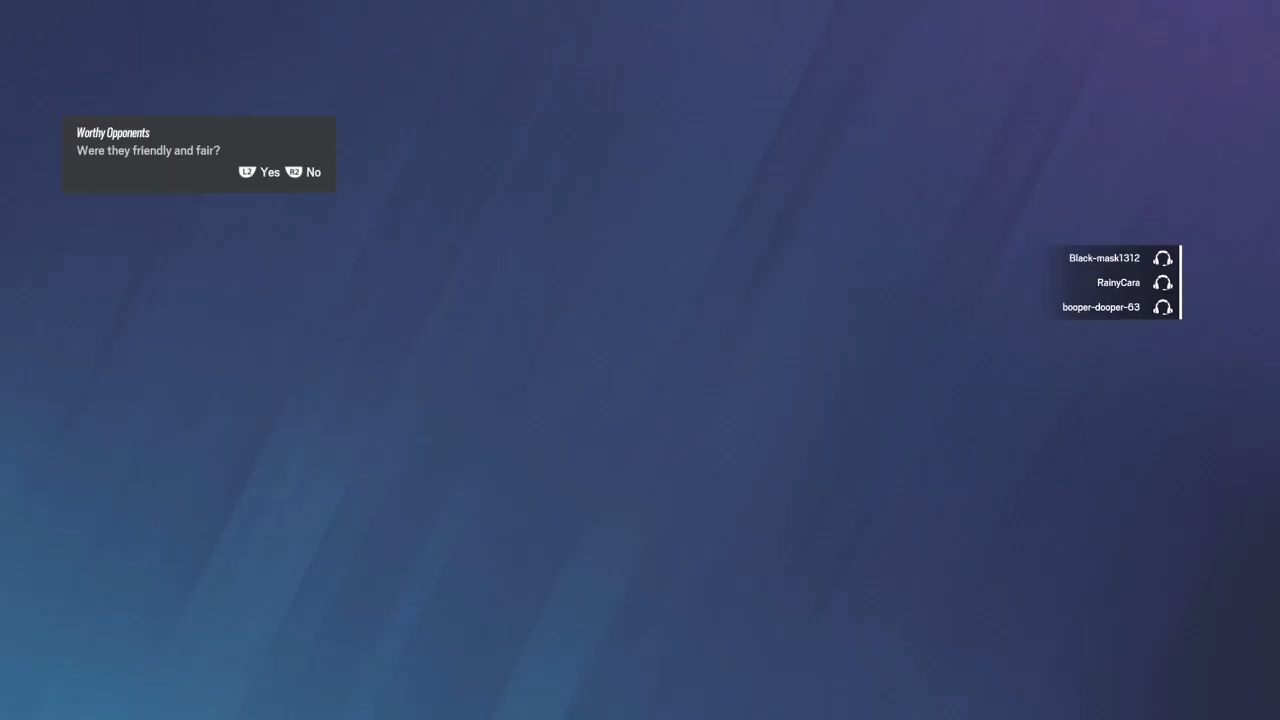 Worthy Opponents
Were they friendly and fair?
L2 Yes R2 No
Black-mask1312
RainyCara
booper-dooper-63